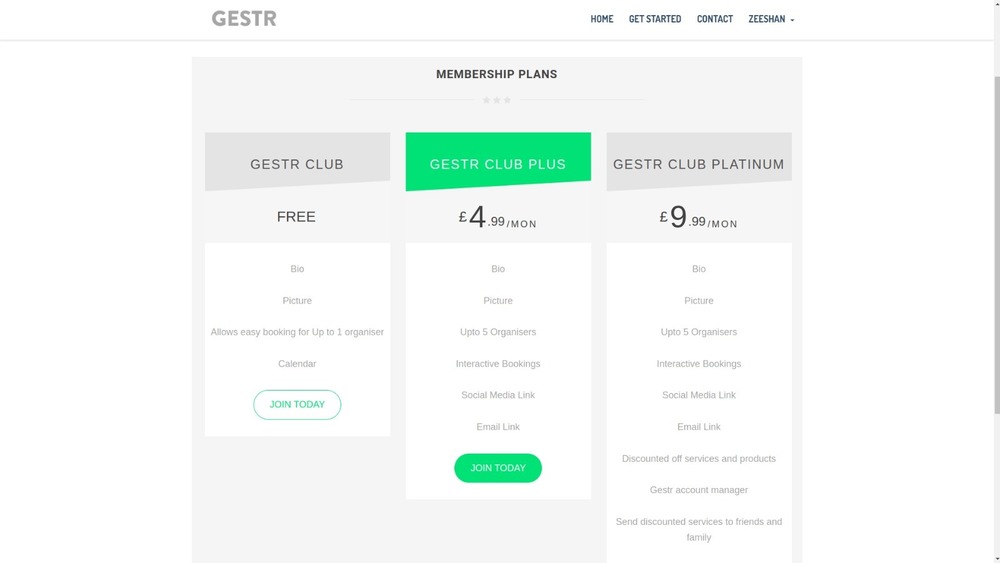 GESTR
HOME GET STARTED CONTACT ZEESHAN
MEMBERSHIP PLANS
GESTR CLUB
FREE
Bio
Picture
Allows easy booking for Up to 1 organiser
Calendar
JOIN TODAY
GESTR CLUB PLUS
£4.99/MON
Bio
Picture
Upto 5 Organisers
Interactive Bookings
Social Media Link
Email Link
JOIN TODAY
GESTR CLUB PLATINUM
£9.99/MON
Bio
Picture
Upto 5 Organisers
Interactive Bookings
Social Media Link
Email Link
Discounted off services and products
Gestr account manager
Send discounted services to friends and
family